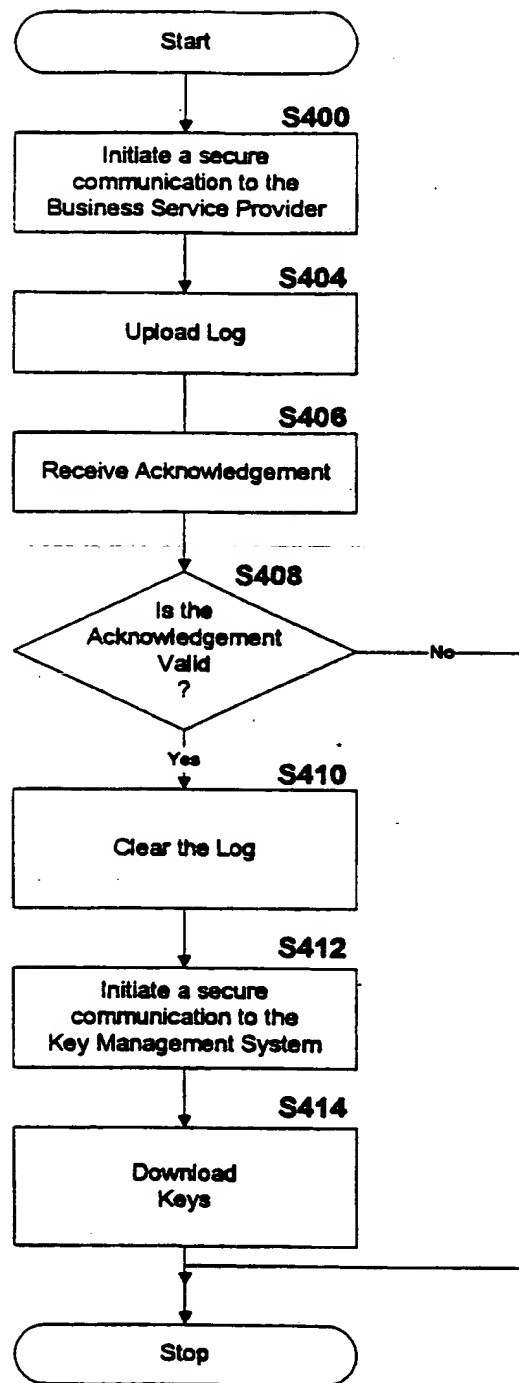 Start
S400
Initiate a secure
communication to the
Business Service Provider
S404
Upload Log
S406
Receive Acknowledgement
S408
Is the
Acknowledgement
Valid
?
No
Yes
S410
Clear the Log
S412
Initiate a secure
communication to the
Key Management System
S414
Download
Keys
Stop